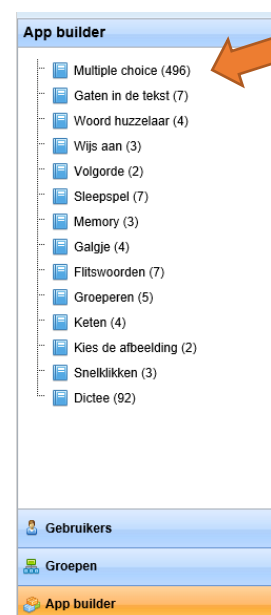 App builder
Multiple choice (496)
Gaten in de tekst (7)
Woord huzzelaar (4)
Wijs aan (3)
Volgorde (2)
Sleepspel (7)
Memory (3)
Galgje (4)
Flitswoorden (7)
Groeperen (5)
Keten (4)
Kies de afbeelding (2)
Snelklikken (3)
Dictee (92)
Gebruikers
Groepen
App builder